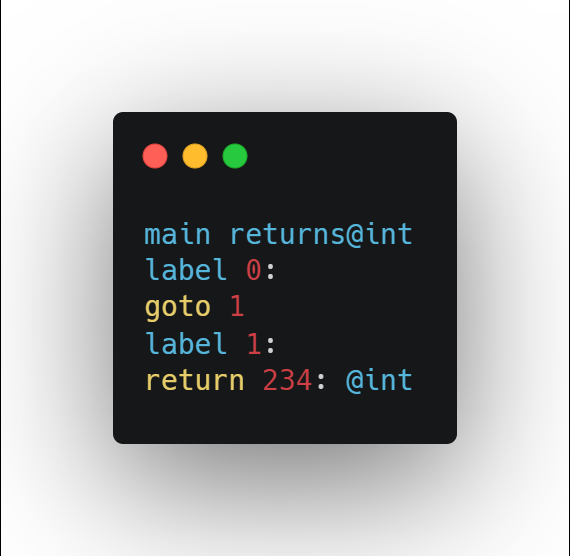 main returns@int
label 0:
goto 1
label 1:
return 234: @int